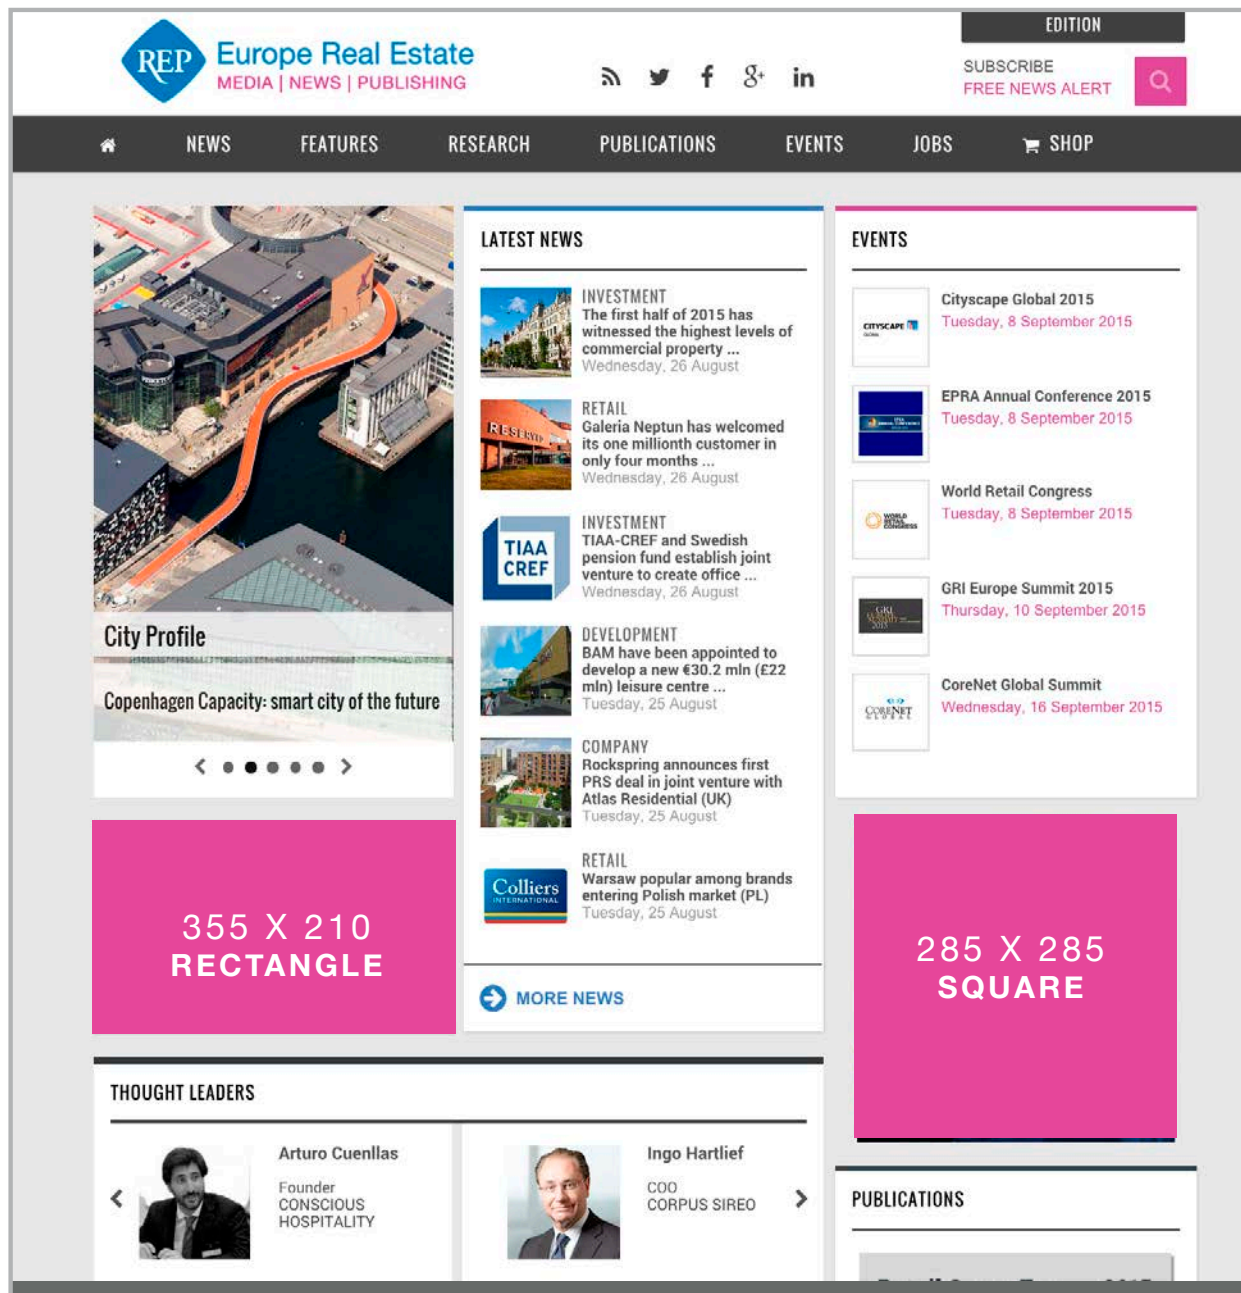 EDITION
REP
Europe Real Estate
MEDIA | NEWS | PUBLISHING
SUBSCRIBE
FREE NEWS ALERT
NEWS
FEATURES
RESEARCH
PUBLICATIONS
EVENTS
JOBS
SHOP
City Profile
Copenhagen Capacity: smart city of the future
355 X 210
RECTANGLE
LATEST NEWS
INVESTMENT
The first half of 2015 has
witnessed the highest levels of
commercial property ...
Wednesday, 26 August
RESERVED
RETAIL
Galeria Neptun has welcomed
its one millionth customer in
only four months ...
Wednesday, 26 August
TIAA
CREF
INVESTMENT
TIAA-CREF and Swedish
pension fund establish joint
venture to create office ...
Wednesday, 26 August
DEVELOPMENT
BAM have been appointed to
develop a new €30.2 mln (£22
mln) leisure centre ...
Tuesday, 25 August
COMPANY
Rockspring announces first
PRS deal in joint venture with
Atlas Residential (UK)
Tuesday, 25 August
Colliers
INTERNATIONAL
RETAIL
Warsaw popular among brands
entering Polish market (PL)
Tuesday, 25 August
MORE NEWS
EVENTS
CITYSCAPE
GLOBAL
Cityscape Global 2015
Tuesday, 8 September 2015
EPRA Annual Conference 2015
Tuesday, 8 September 2015
WORLD
RETAIL
CONGRESS
World Retail Congress
Tuesday, 8 September 2015
GRI
GRI Europe Summit 2015
Thursday, 10 September 2015
CORENET
GLOBAL
CoreNet Global Summit
Wednesday, 16 September 2015
285 X 285
SQUARE
THOUGHT LEADERS
Arturo Cuenllas
Founder
CONSCIOUS
HOSPITALITY
Ingo Hartlief
COO
CORPUS SIREO
PUBLICATIONS